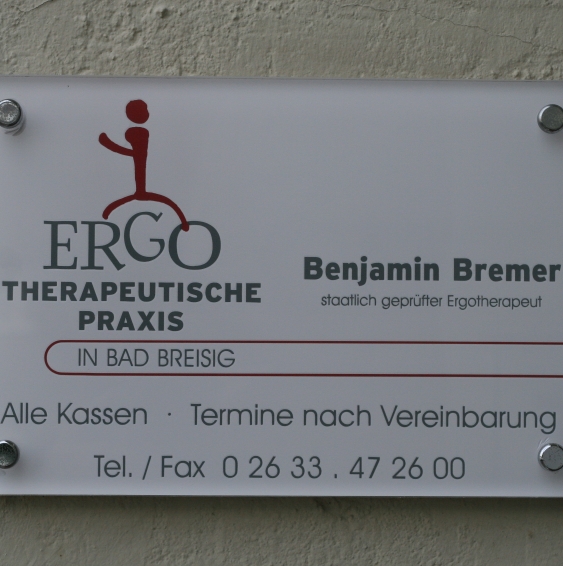 ERGO
THERAPEUTISCHE
PRAXIS
Benjamin Bremer
staatlich geprüfter Ergotherapeut
IN BAD BREISIG
Alle Kassen · Termine nach Vereinbarung
Tel. / Fax 0 26 33 . 47 26 00